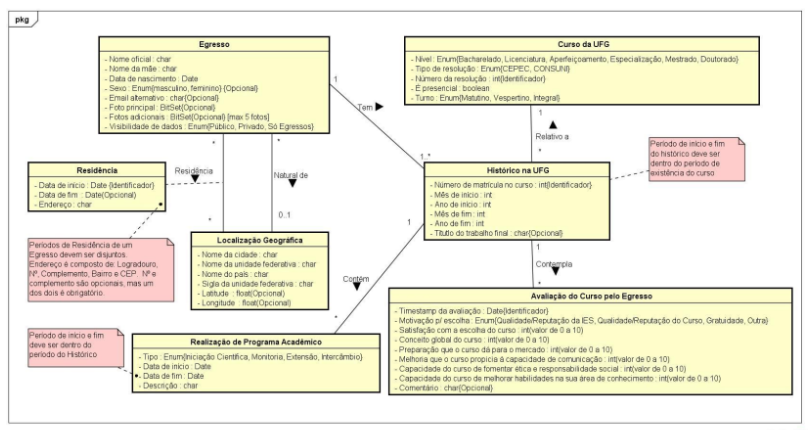 pkg
Egresso
- Nome oficial : char
- Nome da mãe : char
- Data de nascimento : Date
- Sexo : Enum{masculino, feminino} {Opcional}
- Email alternativo : char{Opcional}
- Foto principal : BitSet{Opcional}
- Fotos adicionais : BitSet{Opcional} [max 5 fotos]
- Visibilidade de dados : Enum{Público, Privado, Só Egressos}
Curso da UFG
- Nivel : Enum{Bacharelado, Licenciatura, Aperfeiçoamento, Especialização, Mestrado, Doutorado}
- Tipo de resolução : Enum{CEPEC, CONSUNI}
- Número da resolução : int{Identificador}
- É presencial : boolean
- Turno : Enum{Matutino, Vespertino, Integral}
1
Tem
1..*
1
Relativo a
*
Período de início e fim
do histórico deve ser
dentro do período de
existência do curso
Residência
- Data de início : Date {Identificador}
- Data de fim : Date(Opcional)
- Endereço : char
Residência
*
*
Natural de
0..1
Histórico na UFG
- Número de matrícula no curso : int{Identificador}
- Mês de início : int
- Ano de início : int
- Mês de fim : int
- Ano de fim : int
- Titulto do trabalho final : char{Opcional}
Períodos de Residência de um
Egresso devem ser disjuntos.
Endereço é composto de: Logradouro,
Nº, Complemento, Bairro e CEP. Nº e
complemento são opcionais, mas um
dos dois é obrigatório.
Localização Geográfica
- Nome da cidade : char
- Nome da unidade federativa : char
- Nome do país : char
- Sigla da unidade federativa : char
- Latitude : float(Opcional)
- Longitude : float(Opcional)
1
Contém
*
1
Contempla
*
Avaliação do Curso pelo Egresso
- Timestamp da avaliação : Date{Identificador}
- Motivação p/ escolha : Enum{Qualidade/Reputação da IES, Qualidade/Reputação do Curso, Gratuidade, Outra}
- Satisfação com a escolha do curso : int(valor de 0 a 10)
- Conceito global do curso : int(valor de 0 a 10)
- Preparação que o curso dá para o mercado : int(valor de 0 a 10)
- Melhoria que o curso propicia à capacidade de comunicação : int(valor de 0 a 10)
- Capacidade do curso de fomentar ética e responsabilidade social : int(valor de 0 a 10)
- Capacidade do curso de melhorar habilidades na sua área de conhecimento : int(valor de 0 a 10)
- Comentário : char{Opcional}
Período de início e fim
deve ser dentro do
período do Histórico
Realização de Programa Acadêmico
- Tipo : Enum{Iniciação Científica, Monitoria, Extensão, Intercâmbio}
- Data de início : Date
- Data de fim : Date
- Descrição : char